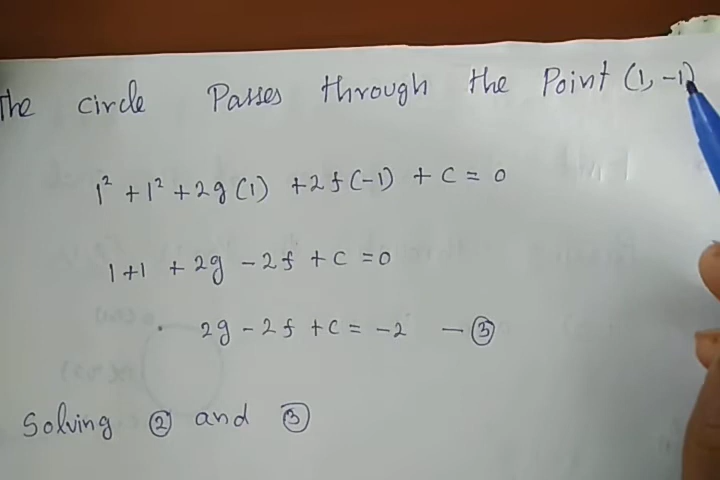 The circle Passes through the Point (1, -1)
1² + 1² + 2g(1) + 2f(-1) + c = 0
1+1 + 2g - 2f + c = 0
2g - 2f + c = -2 — ③
Solving ② and ③